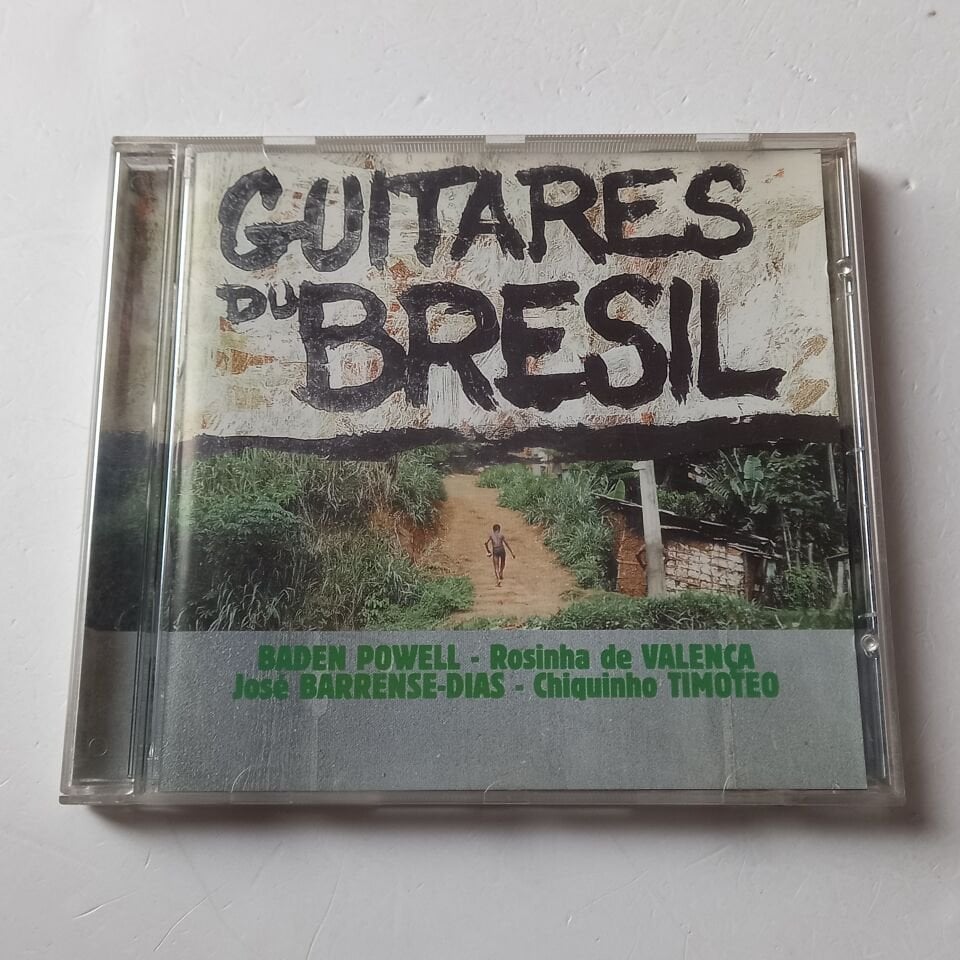 GUITARES
DU BRESIL
BADEN POWELL - Rosinha de VALENÇA
José BARRENSE-DIAS - Chiquinho TIMOTEO